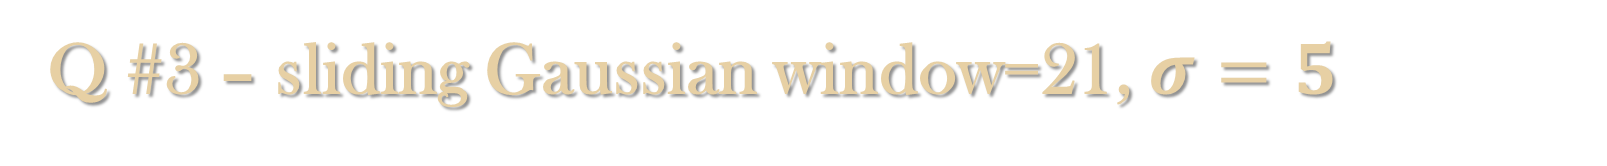 Q #3 – sliding Gaussian window=21, σ = 5